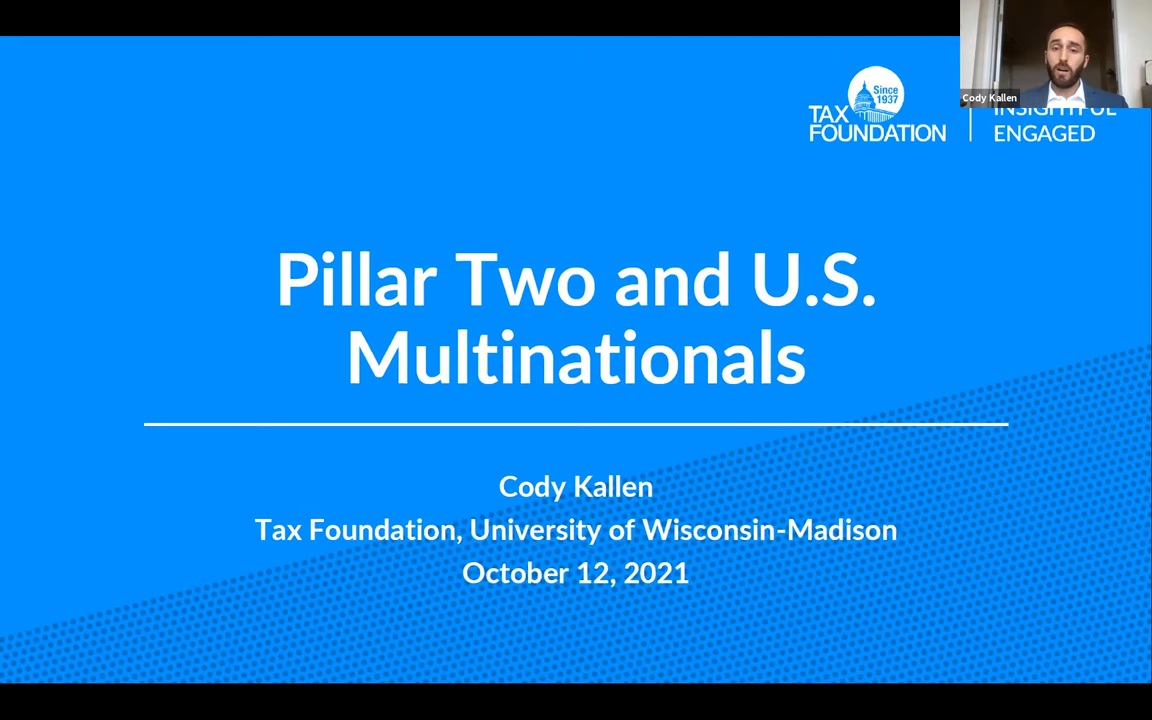 Since
1937
TAX
FOUNDATION
INSIGHTFUL
ENGAGED
Cody Kallen
Pillar Two and U.S.
Multinationals
Cody Kallen
Tax Foundation, University of Wisconsin-Madison
October 12, 2021